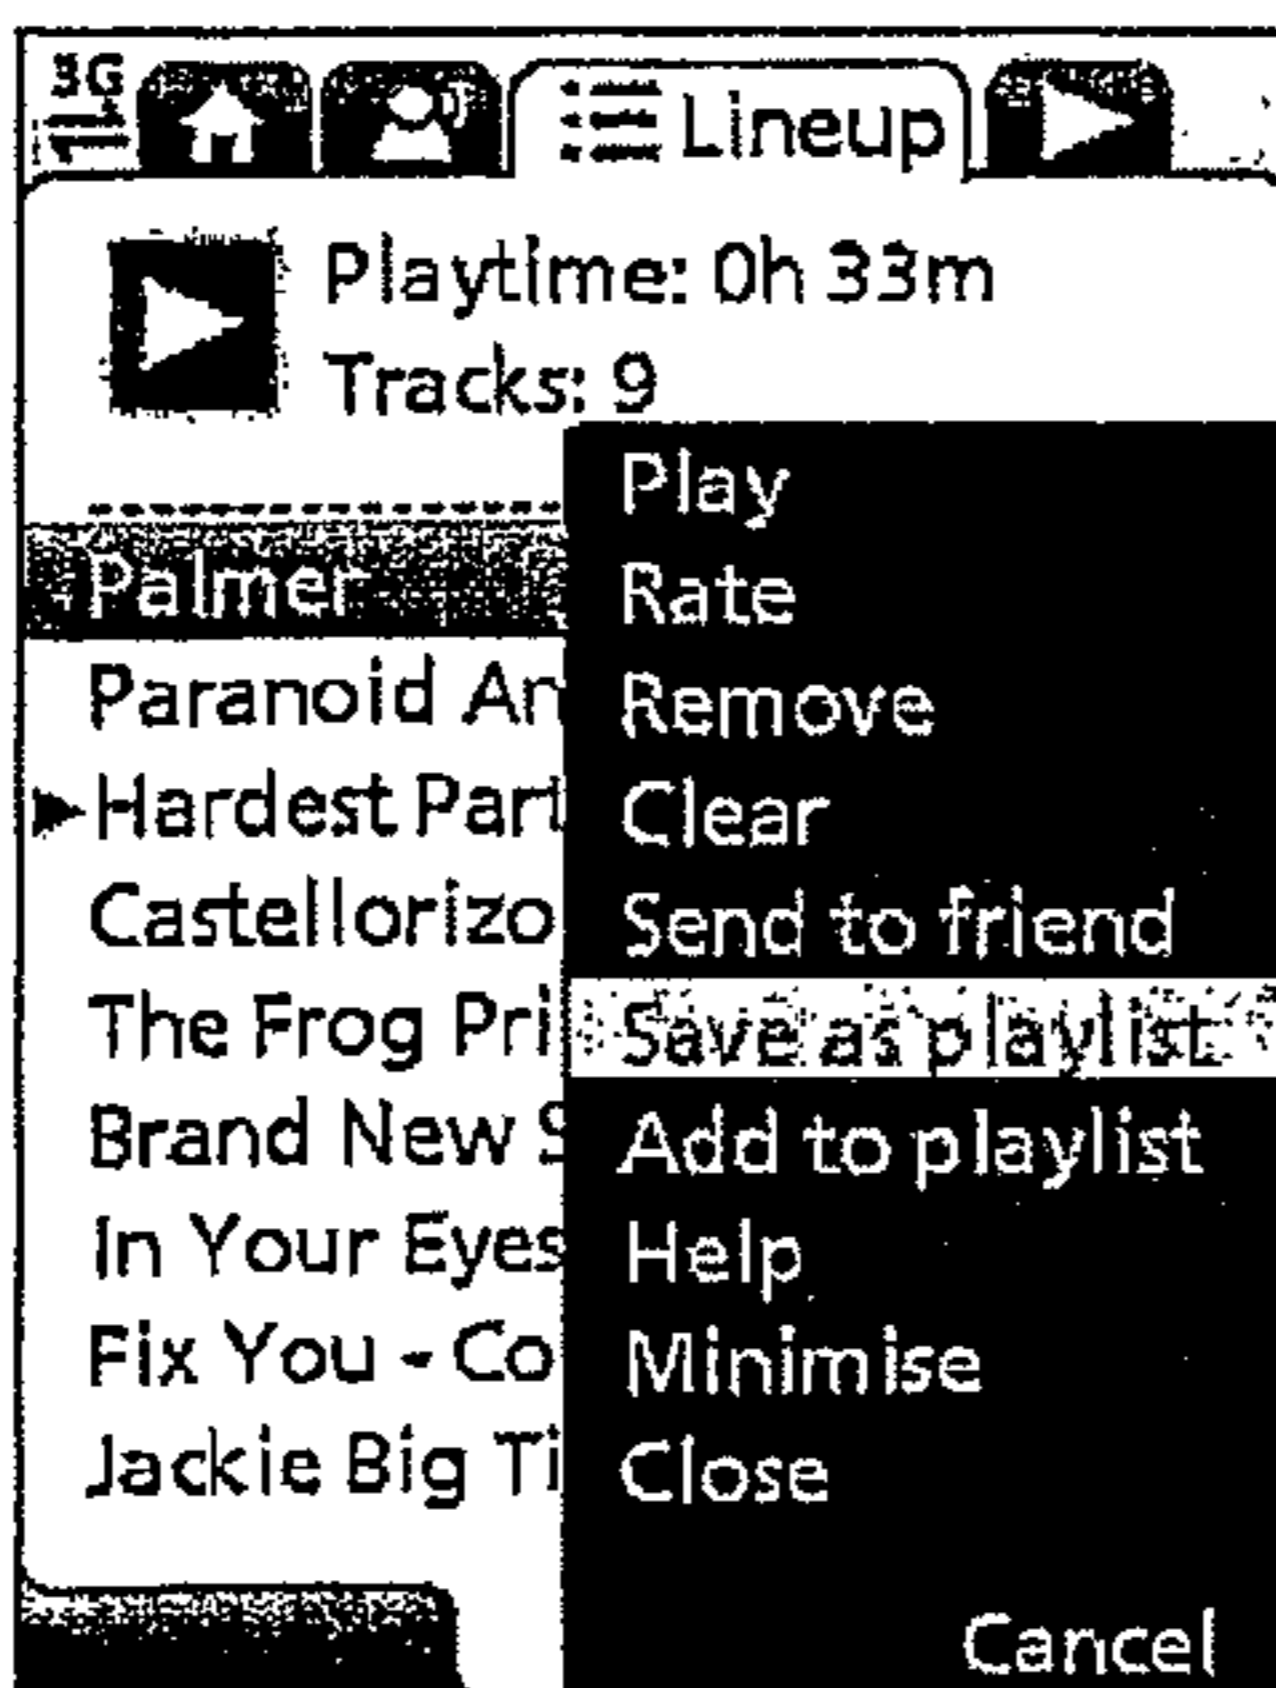 3G
Lineup
Playtime: 0h 33m
Tracks: 9
Palmer
Paranoid An
Hardest Part
Castellorizo
The Frog Pri
Brand New S
In Your Eyes
Fix You - Co
Jackie Big Ti
Play
Rate
Remove
Clear
Send to friend
Save as playlist
Add to playlist
Help
Minimise
Close
Cancel